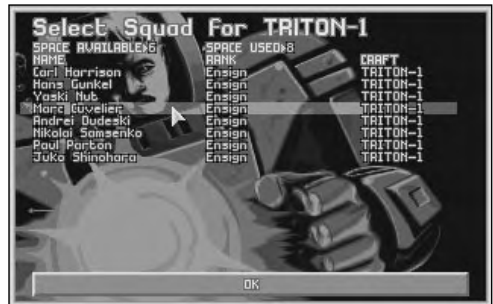 Select Squad for TRITON-1
SPACE AVAILABLE>6 SPACE USED>8
NAME RANK CRAFT
Carl Harrison Ensign TRITON-1
Hans Gunkel Ensign TRITON-1
Yaski Nut Ensign TRITON-1
Marc Cuvelier Ensign TRITON-1
Andrei Dudeski Ensign TRITON-1
Nikolai Samsenko Ensign TRITON-1
Paul Parton Ensign TRITON-1
Juko Shinohara Ensign TRITON-1
OK